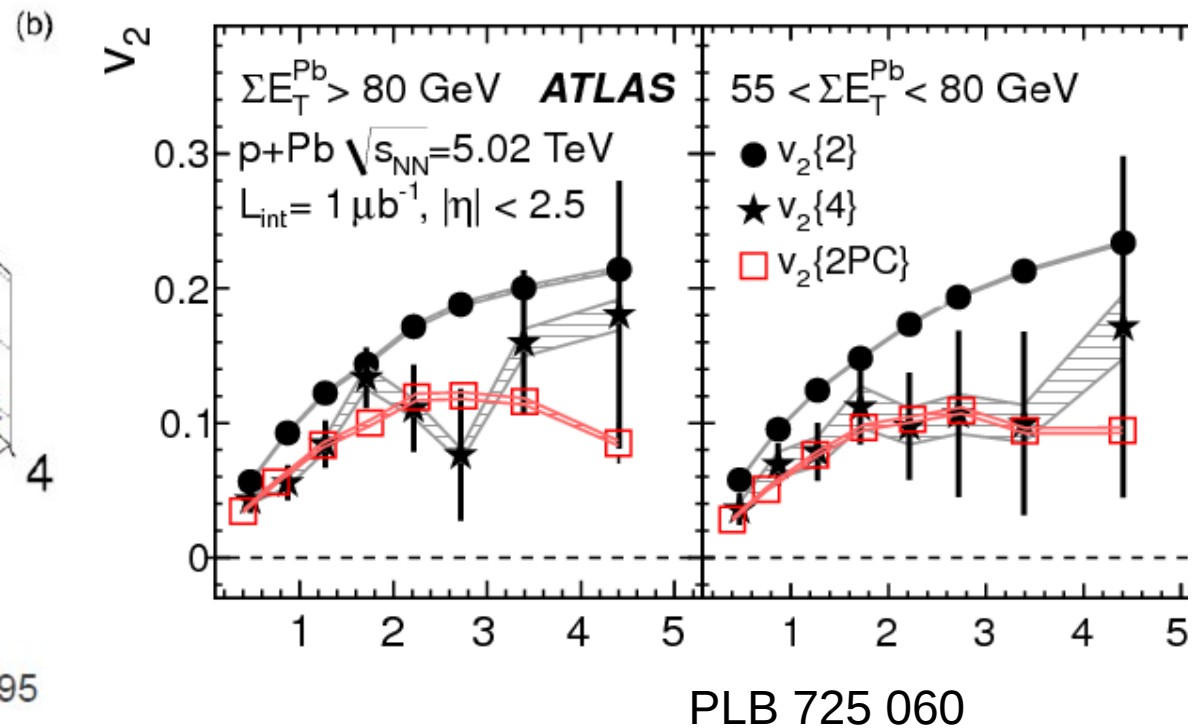 (b)
v2
ΣE_T^Pb > 80 GeV ATLAS
p+Pb √s_NN=5.02 TeV
L_int= 1 μb^-1, |η| < 2.5
55 < ΣE_T^Pb < 80 GeV
v2{2}
v2{4}
v2{2PC}
0.3
0.2
0.1
0
1 2 3 4 5
1 2 3 4 5
4
95
PLB 725 060